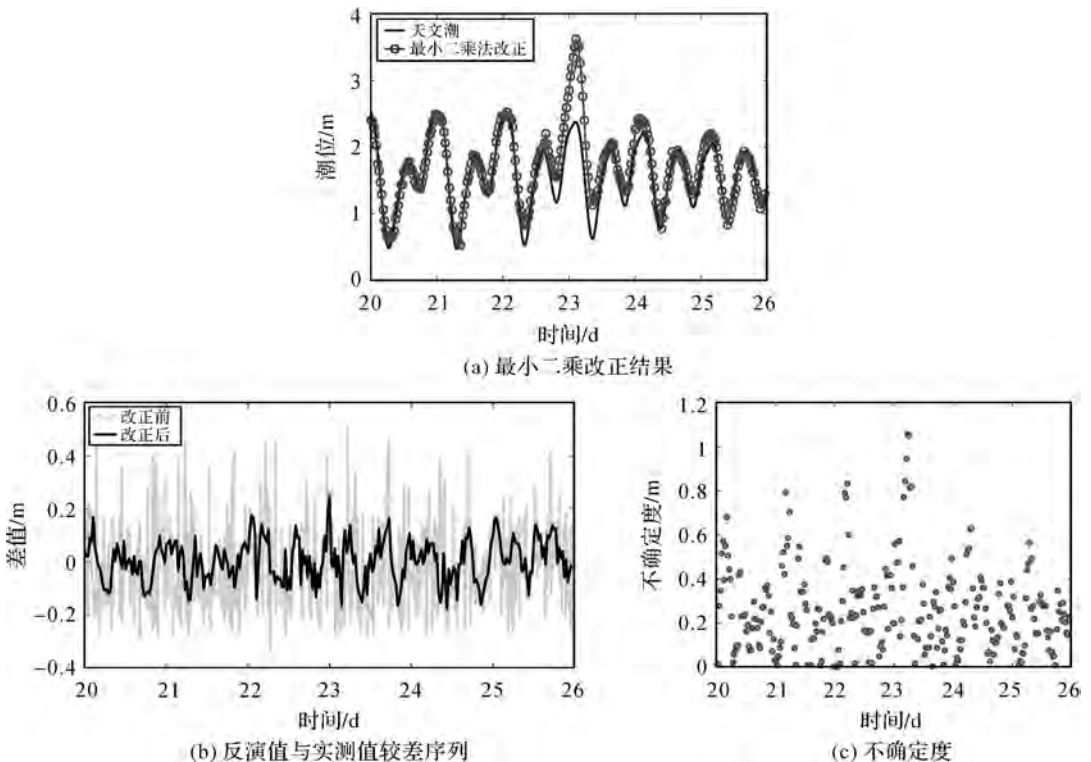 4
3
2
1
0
潮位/m
天文潮
最小二乘法改正
20 21 22 23 24 25 26
时间/d
(a) 最小二乘改正结果
0.6
0.4
0.2
0.0
−0.2
−0.4
差值/m
改正前
改正后
20 21 22 23 24 25 26
时间/d
(b) 反演值与实测值较差序列
1.2
1
0.8
0.6
0.4
0.2
0
不确定度/m
20 21 22 23 24 25 26
时间/d
(c) 不确定度